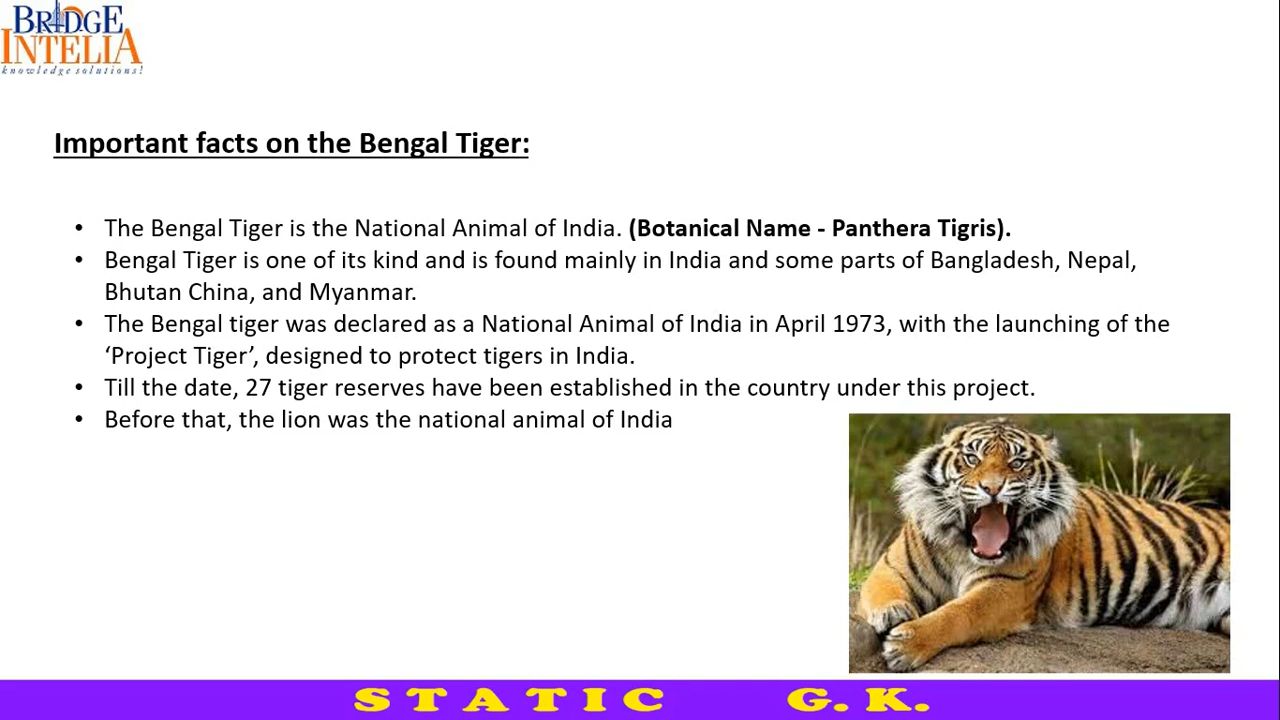 BRIDGE
INTELIA
knowledge solutions!
Important facts on the Bengal Tiger:
• The Bengal Tiger is the National Animal of India. (Botanical Name - Panthera Tigris).
• Bengal Tiger is one of its kind and is found mainly in India and some parts of Bangladesh, Nepal,
Bhutan China, and Myanmar.
• The Bengal tiger was declared as a National Animal of India in April 1973, with the launching of the
‘Project Tiger’, designed to protect tigers in India.
• Till the date, 27 tiger reserves have been established in the country under this project.
• Before that, the lion was the national animal of India
STATIC G.K.